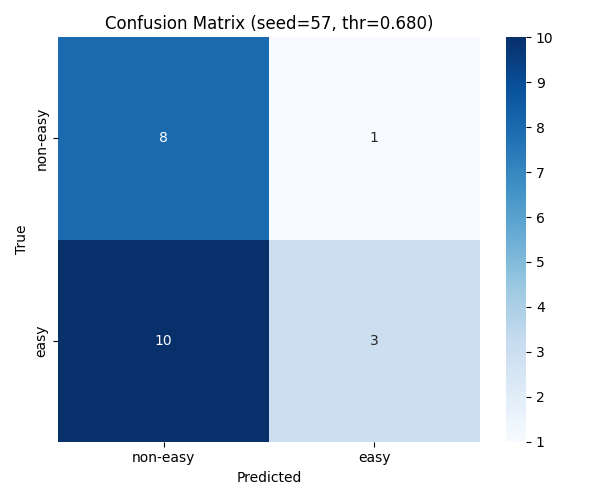 Confusion Matrix (seed=57, thr=0.680)
True
non-easy
easy
8
1
10
3
non-easy
easy
Predicted
10
9
8
7
6
5
4
3
2
1